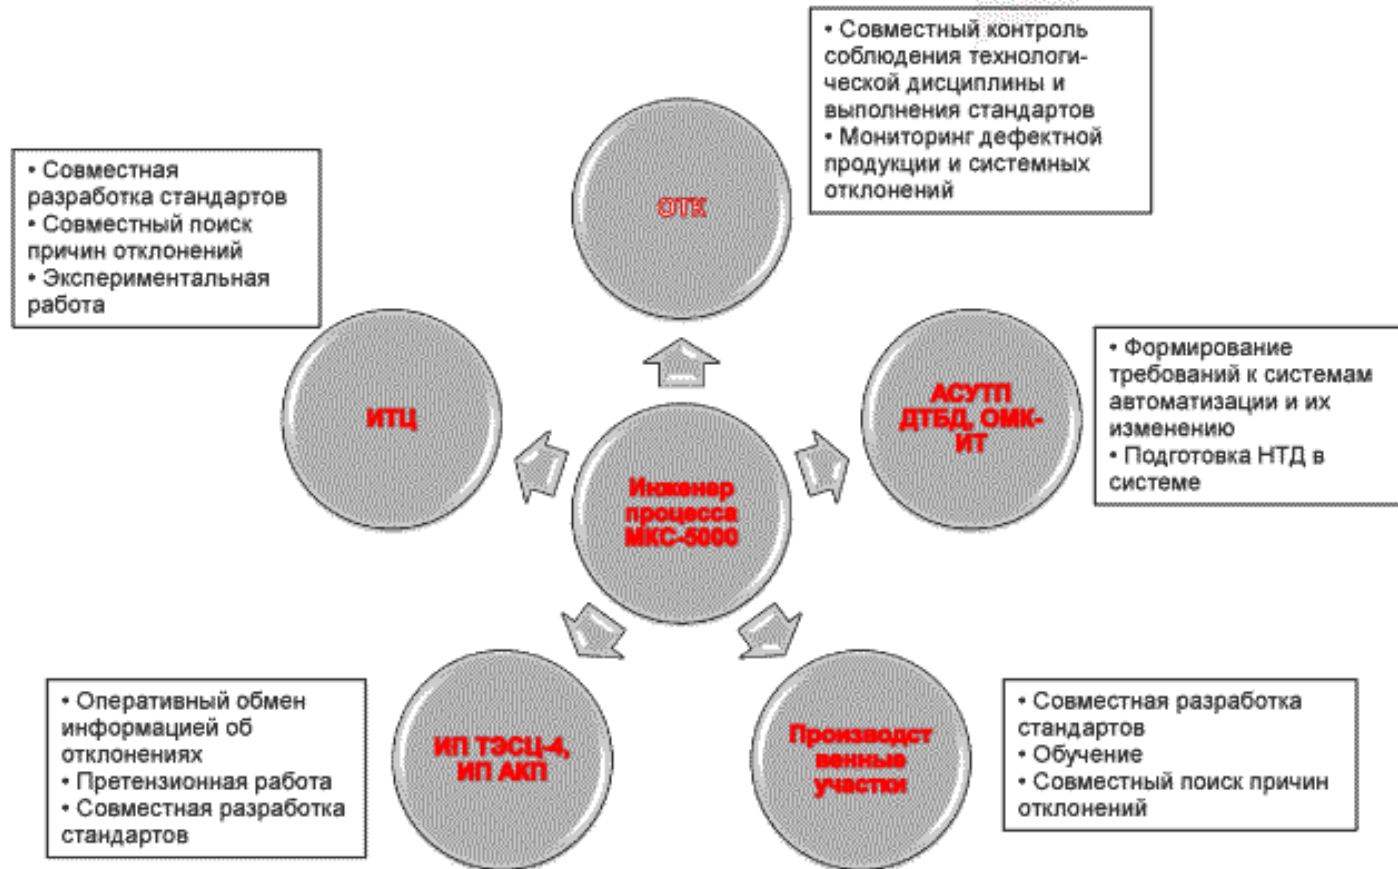 • Совместный контроль
соблюдения технологи-
ческой дисциплины и
выполнения стандартов
• Мониторинг дефектной
продукции и системных
отклонений
ОТК
• Совместная
разработка стандартов
• Совместный поиск
причин отклонений
• Экспериментальная
работа
ИТЦ
АСУТП
ДТБД, ОМК-
ИТ
• Формирование
требований к системам
автоматизации и их
изменению
• Подготовка НТД в
системе
Инженер
процесса
МКС-5000
• Оперативный обмен
информацией об
отклонениях
• Претензионная работа
• Совместная разработка
стандартов
ИП ТЭСЦ-4,
ИП АКП
Производст
венные
участки
• Совместная разработка
стандартов
• Обучение
• Совместный поиск причин
отклонений